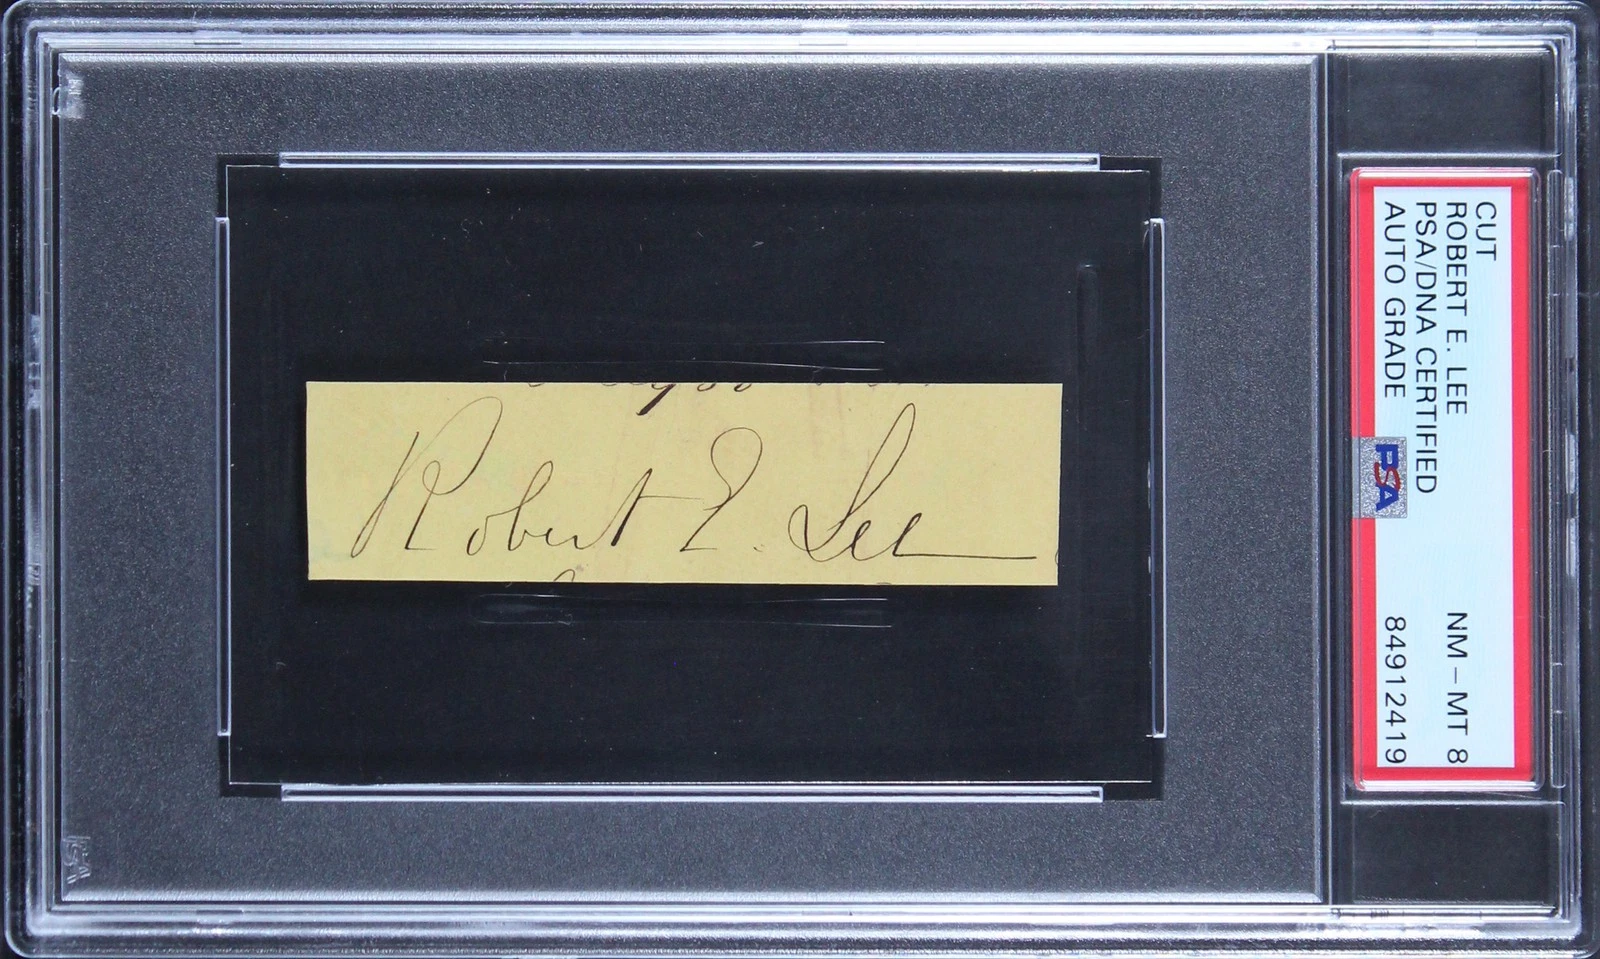 Robert E. Lee
CUT
ROBERT E. LEE NM-MT 8
PSA/DNA CERTIFIED
AUTO GRADE 84912419
PSA